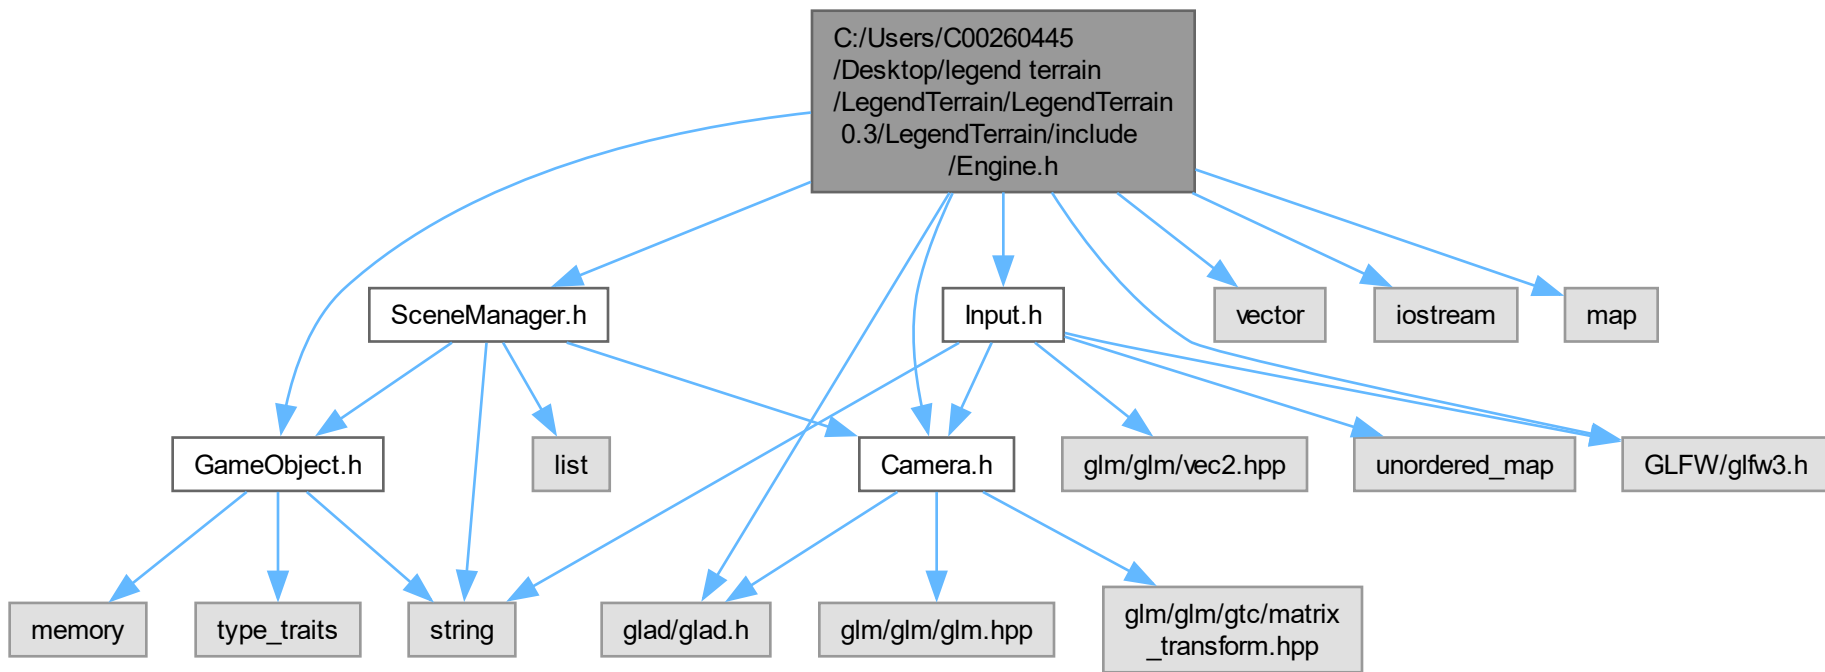 C:/Users/C00260445
/Desktop/legend terrain
/LegendTerrain/LegendTerrain
0.3/LegendTerrain/include
/Engine.h
SceneManager.h
Input.h
vector
iostream
map
GameObject.h
list
Camera.h
glm/glm/vec2.hpp
unordered_map
GLFW/glfw3.h
memory
type_traits
string
glad/glad.h
glm/glm/glm.hpp
glm/glm/gtc/matrix
_transform.hpp